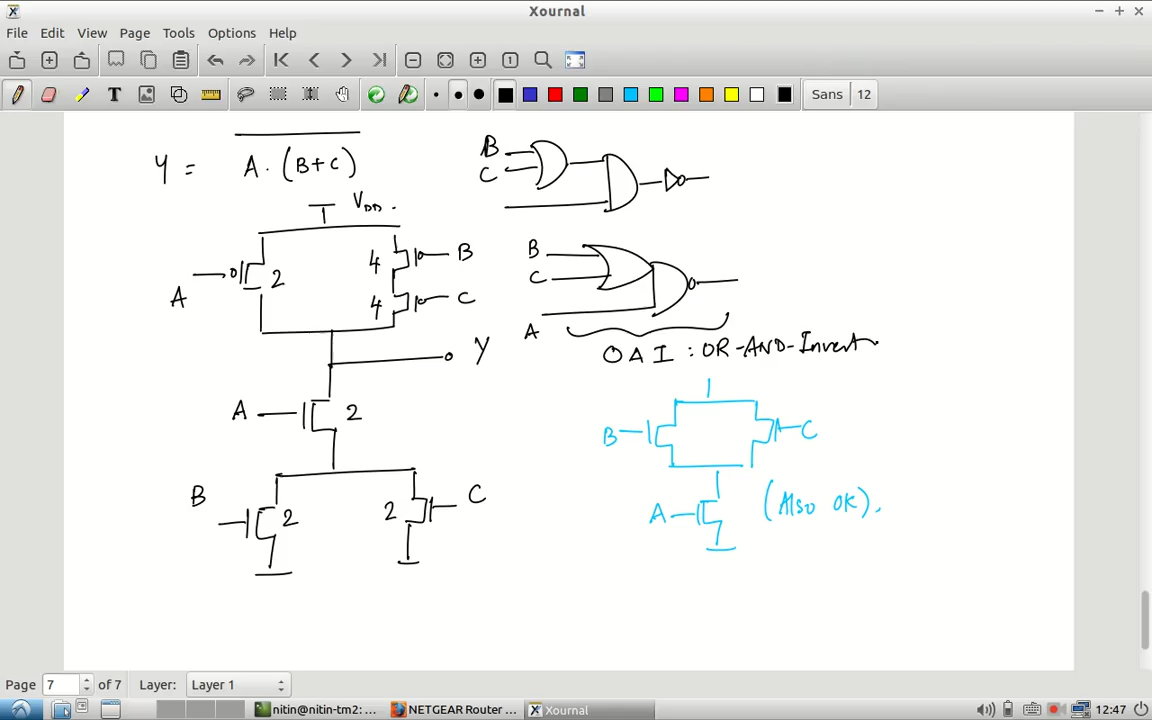 Xournal
File Edit View Page Tools Options Help
Sans 12
Y = A. (B+C)
B
C
VDD.
A
2
4
B
4
C
Y
A 2
B 2
2 C
B
C
A
OAI : OR-AND-Invert
B C
A (Also OK).
Page 7 of 7 Layer: Layer 1
nitin@nitin-tm2: ... NETGEAR Router ... Xournal 12:47